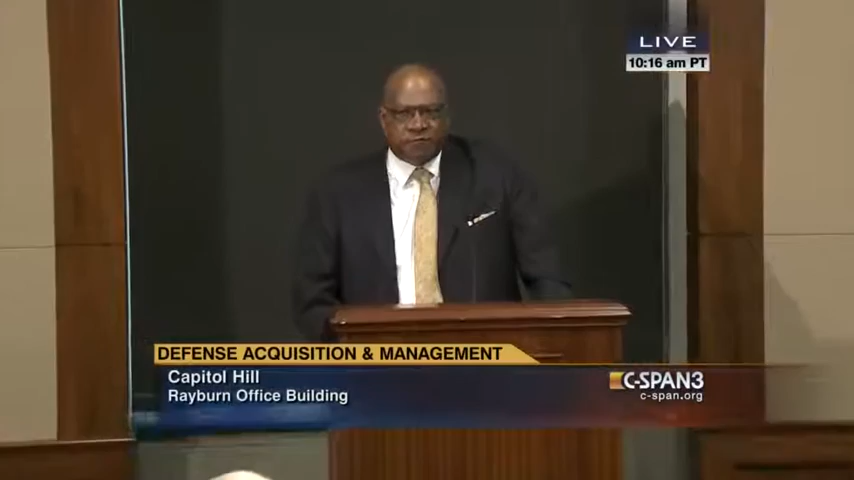 LIVE
10:16 am PT
DEFENSE ACQUISITION & MANAGEMENT
Capitol Hill
Rayburn Office Building
C-SPAN3
c-span.org